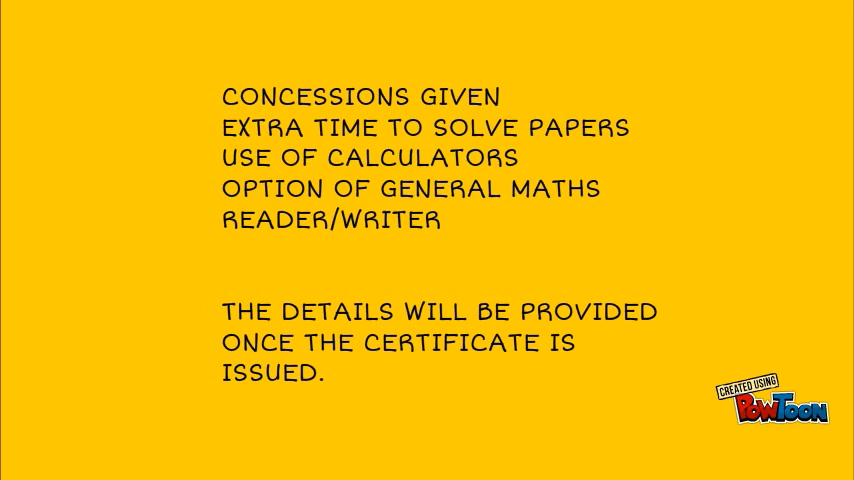 CONCESSIONS GIVEN
EXTRA TIME TO SOLVE PAPERS
USE OF CALCULATORS
OPTION OF GENERAL MATHS
READER/WRITER
THE DETAILS WILL BE PROVIDED
ONCE THE CERTIFICATE IS
ISSUED.
CREATED USING
POWTOON